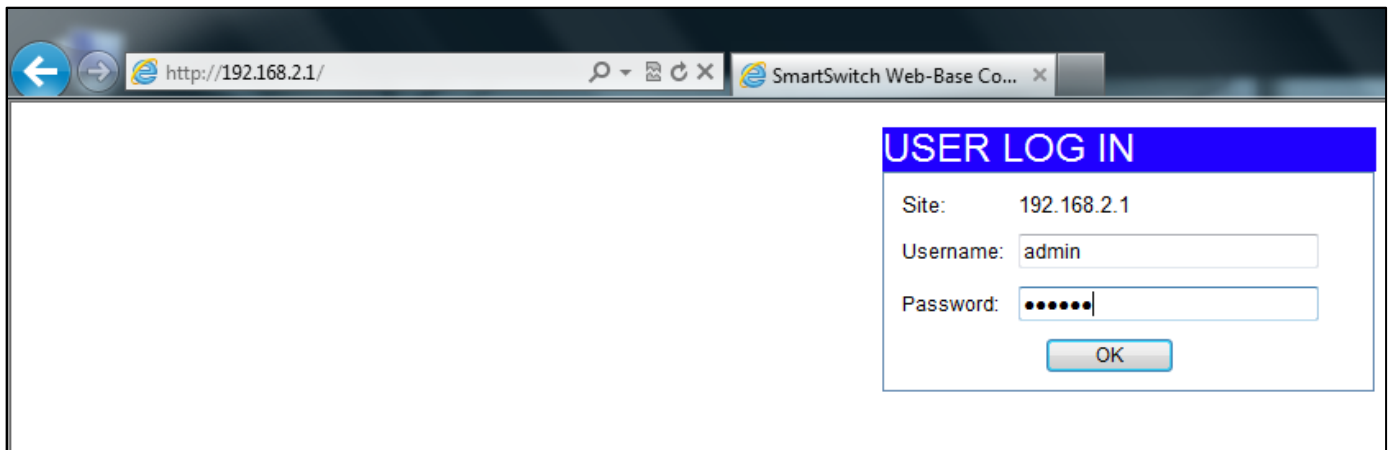 http://192.168.2.1/ SmartSwitch Web-Base Co...
USER LOG IN
Site: 192.168.2.1
Username: admin
Password: ••••••
OK